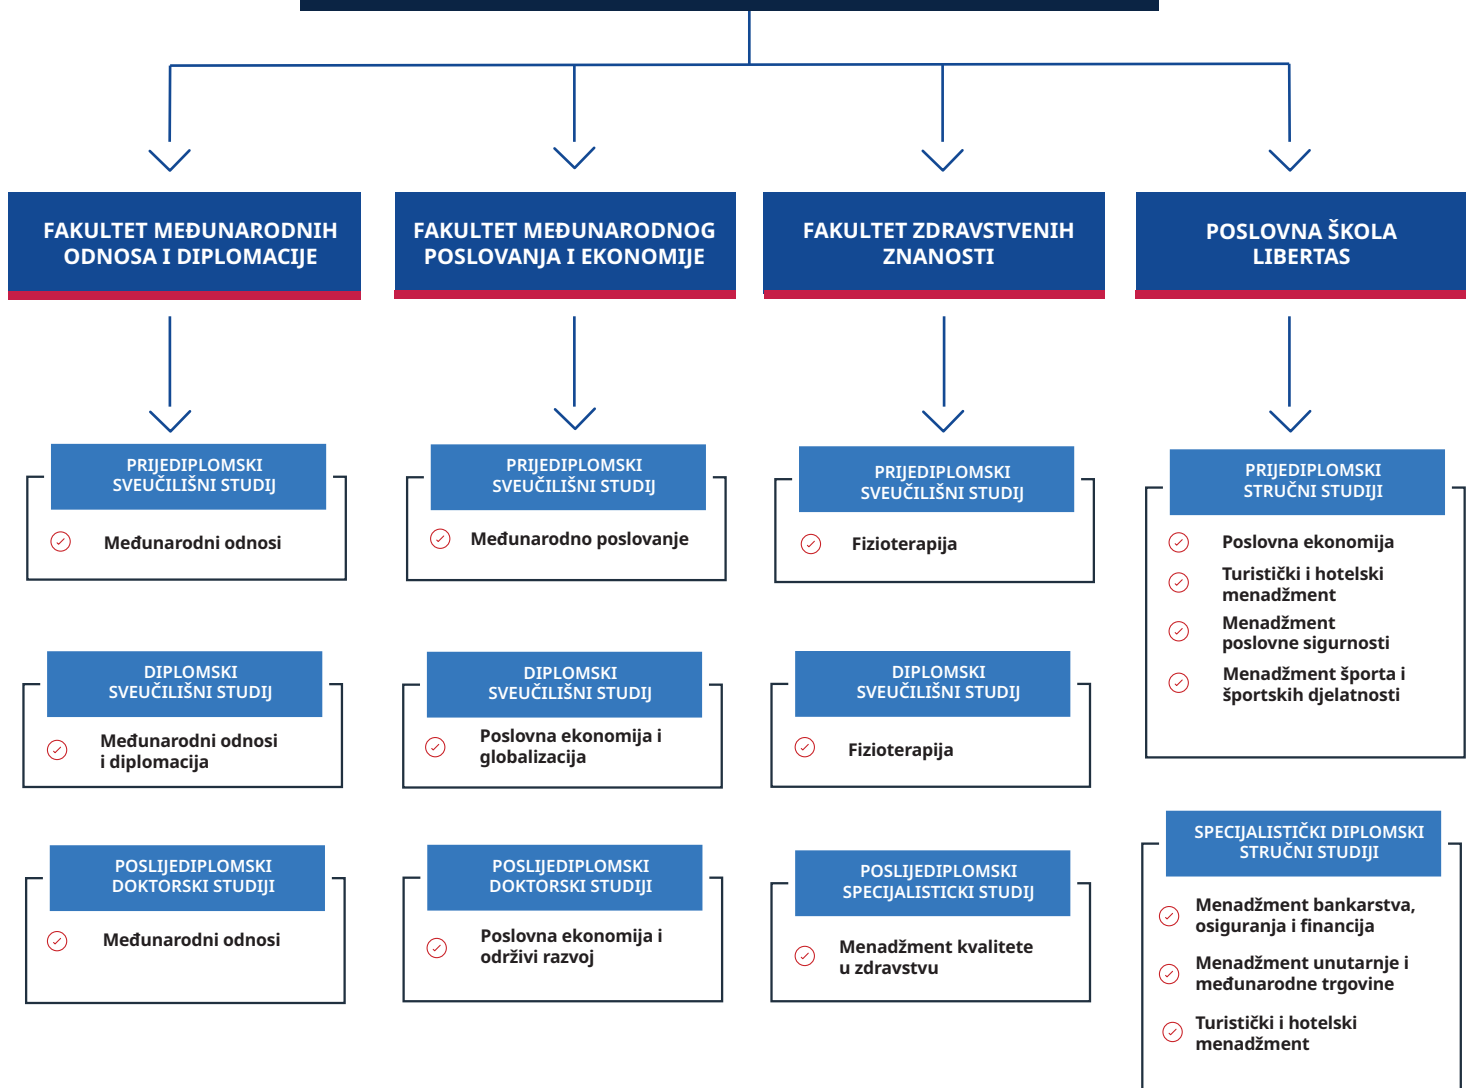 FAKULTET MEĐUNARODNIH
ODNOSA I DIPLOMACIJE
PRIJEDIPLOMSKI
SVEUČILIŠNI STUDIJ
Međunarodni odnosi
DIPLOMSKI
SVEUČILIŠNI STUDIJ
Međunarodni odnosi
i diplomacija
POSLIJEDIPLOMSKI
DOKTORSKI STUDIJI
Međunarodni odnosi
FAKULTET MEĐUNARODNOG
POSLOVANJA I EKONOMIJE
PRIJEDIPLOMSKI
SVEUČILIŠNI STUDIJ
Međunarodno poslovanje
DIPLOMSKI
SVEUČILIŠNI STUDIJ
Poslovna ekonomija i
globalizacija
POSLIJEDIPLOMSKI
DOKTORSKI STUDIJI
Poslovna ekonomija i
održivi razvoj
FAKULTET ZDRAVSTVENIH
ZNANOSTI
PRIJEDIPLOMSKI
SVEUČILIŠNI STUDIJ
Fizioterapija
DIPLOMSKI
SVEUČILIŠNI STUDIJ
Fizioterapija
POSLIJEDIPLOMSKI
SPECIJALISTICKI STUDIJ
Menadžment kvalitete
u zdravstvu
POSLOVNA ŠKOLA
LIBERTAS
PRIJEDIPLOMSKI
STRUČNI STUDIJI
Poslovna ekonomija
Turistički i hotelski
menadžment
Menadžment
poslovne sigurnosti
Menadžment športa i
športskih djelatnosti
SPECIJALISTIČKI DIPLOMSKI
STRUČNI STUDIJI
Menadžment bankarstva,
osiguranja i financija
Menadžment unutarnje i
međunarodne trgovine
Turistički i hotelski
menadžment